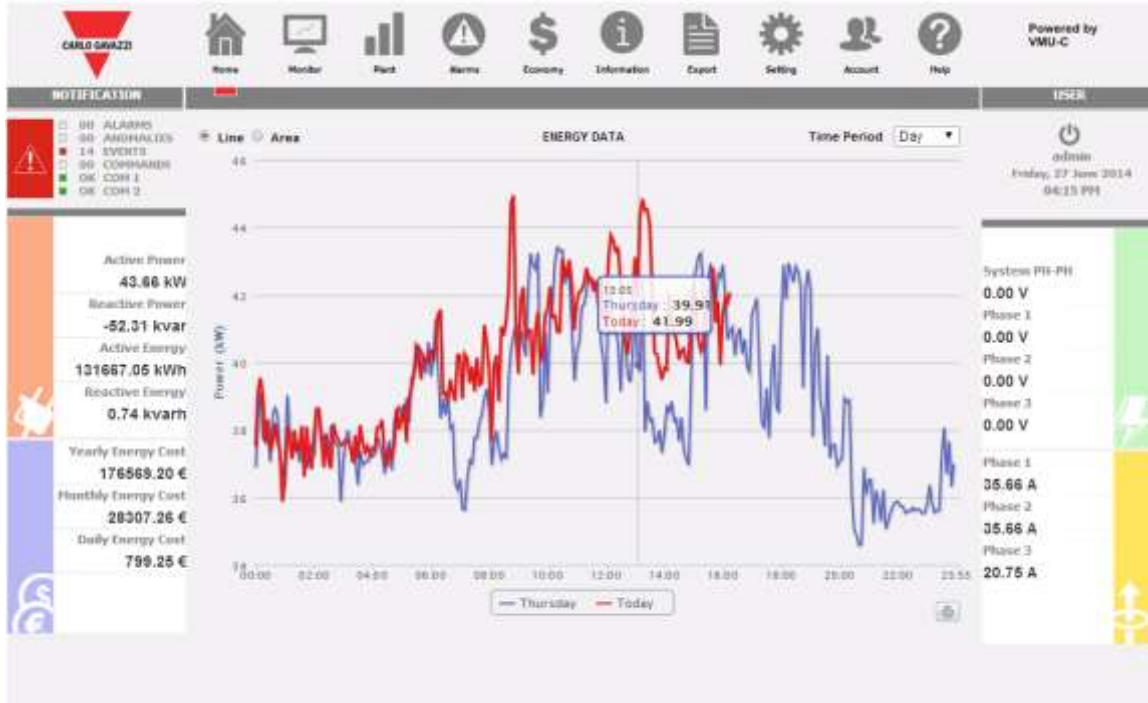 CARLO GAVAZZI
Home Monitor Plant Alarms Economy Information Export Setting Account Help
Powered by
VMU-C
NOTIFICATION
USER
00 ALARMS
00 ANOMALIES
14 EVENTS
00 COMMANDS
OK COM 1
OK COM 2
Line Area
ENERGY DATA
Time Period Day
admin
Friday, 27 June 2014
04:15 PM
Active Power
43.66 kW
Reactive Power
-52.31 kvar
Active Energy
131667.05 kWh
Reactive Energy
0.74 kvarh
Yearly Energy Cost
176569.20 €
Monthly Energy Cost
28307.26 €
Daily Energy Cost
799.25 €
Power (kW)
46
44
42
40
38
36
00:00 02:00 04:00 06:00 08:00 10:00 12:00 14:00 16:00 18:00 20:00 22:00 23:55
13:05
Thursday : 39.91
Today : 41.99
Thursday Today
System PH-PH
0.00 V
Phase 1
0.00 V
Phase 2
0.00 V
Phase 3
0.00 V
Phase 1
35.66 A
Phase 2
35.66 A
Phase 3
20.75 A